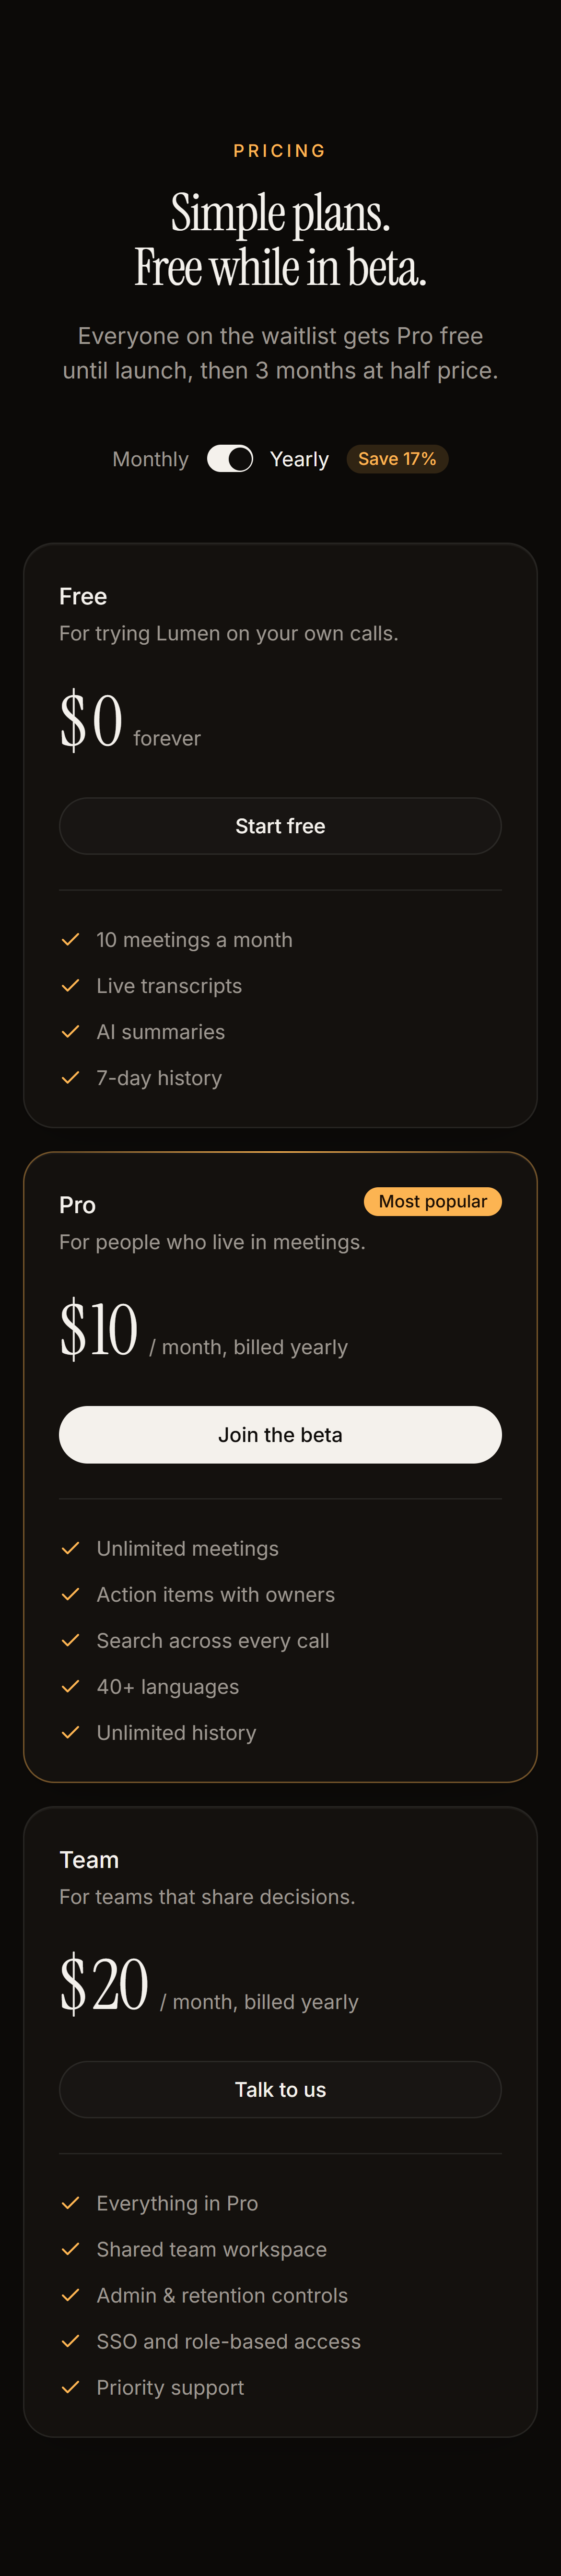 PRICING
Simple plans.
Free while in beta.
Everyone on the waitlist gets Pro free
until launch, then 3 months at half price.
Monthly Yearly Save 17%
Free
For trying Lumen on your own calls.
$0 forever
Start free
10 meetings a month
Live transcripts
AI summaries
7-day history
Pro Most popular
For people who live in meetings.
$10 / month, billed yearly
Join the beta
Unlimited meetings
Action items with owners
Search across every call
40+ languages
Unlimited history
Team
For teams that share decisions.
$20 / month, billed yearly
Talk to us
Everything in Pro
Shared team workspace
Admin & retention controls
SSO and role-based access
Priority support